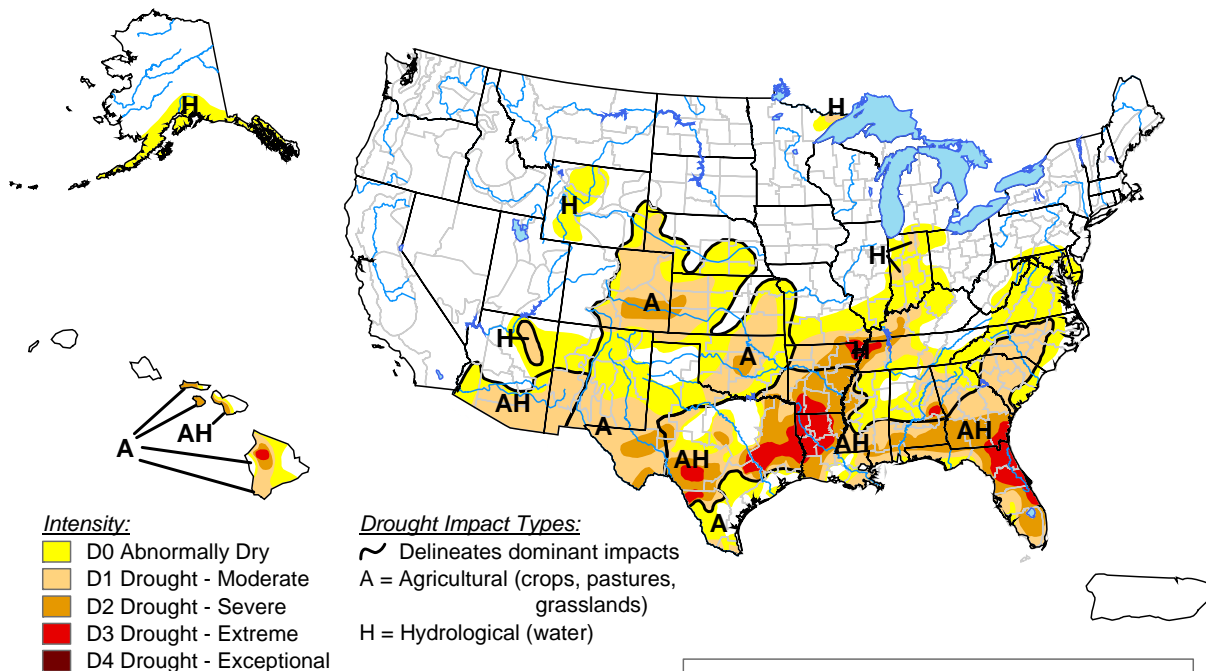 H
H
H
H
A
H
A
H
AH
A
AH
AH
AH
A
A
AH
Intensity:
D0 Abnormally Dry
D1 Drought - Moderate
D2 Drought - Severe
D3 Drought - Extreme
D4 Drought - Exceptional
Drought Impact Types:
Delineates dominant impacts
A = Agricultural (crops, pastures,
grasslands)
H = Hydrological (water)